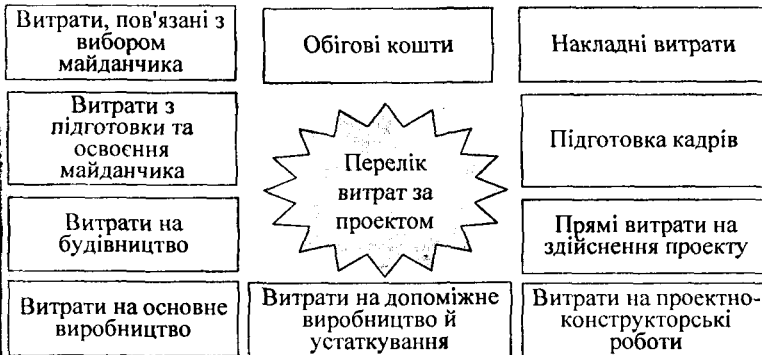 Витрати, пов'язані з
вибором
майданчика
Обігові кошти
Накладні витрати
Витрати з
підготовки та
освоєння
майданчика
Перелік
витрат за
проектом
Підготовка кадрів
Витрати на
будівництво
Прямі витрати на
здійснення проекту
Витрати на основне
виробництво
Витрати на допоміжне
виробництво й
устаткування
Витрати на проектно-
конструкторські
роботи